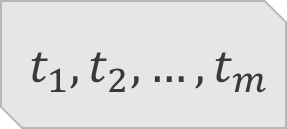 t₁, t₂, … , tₘ